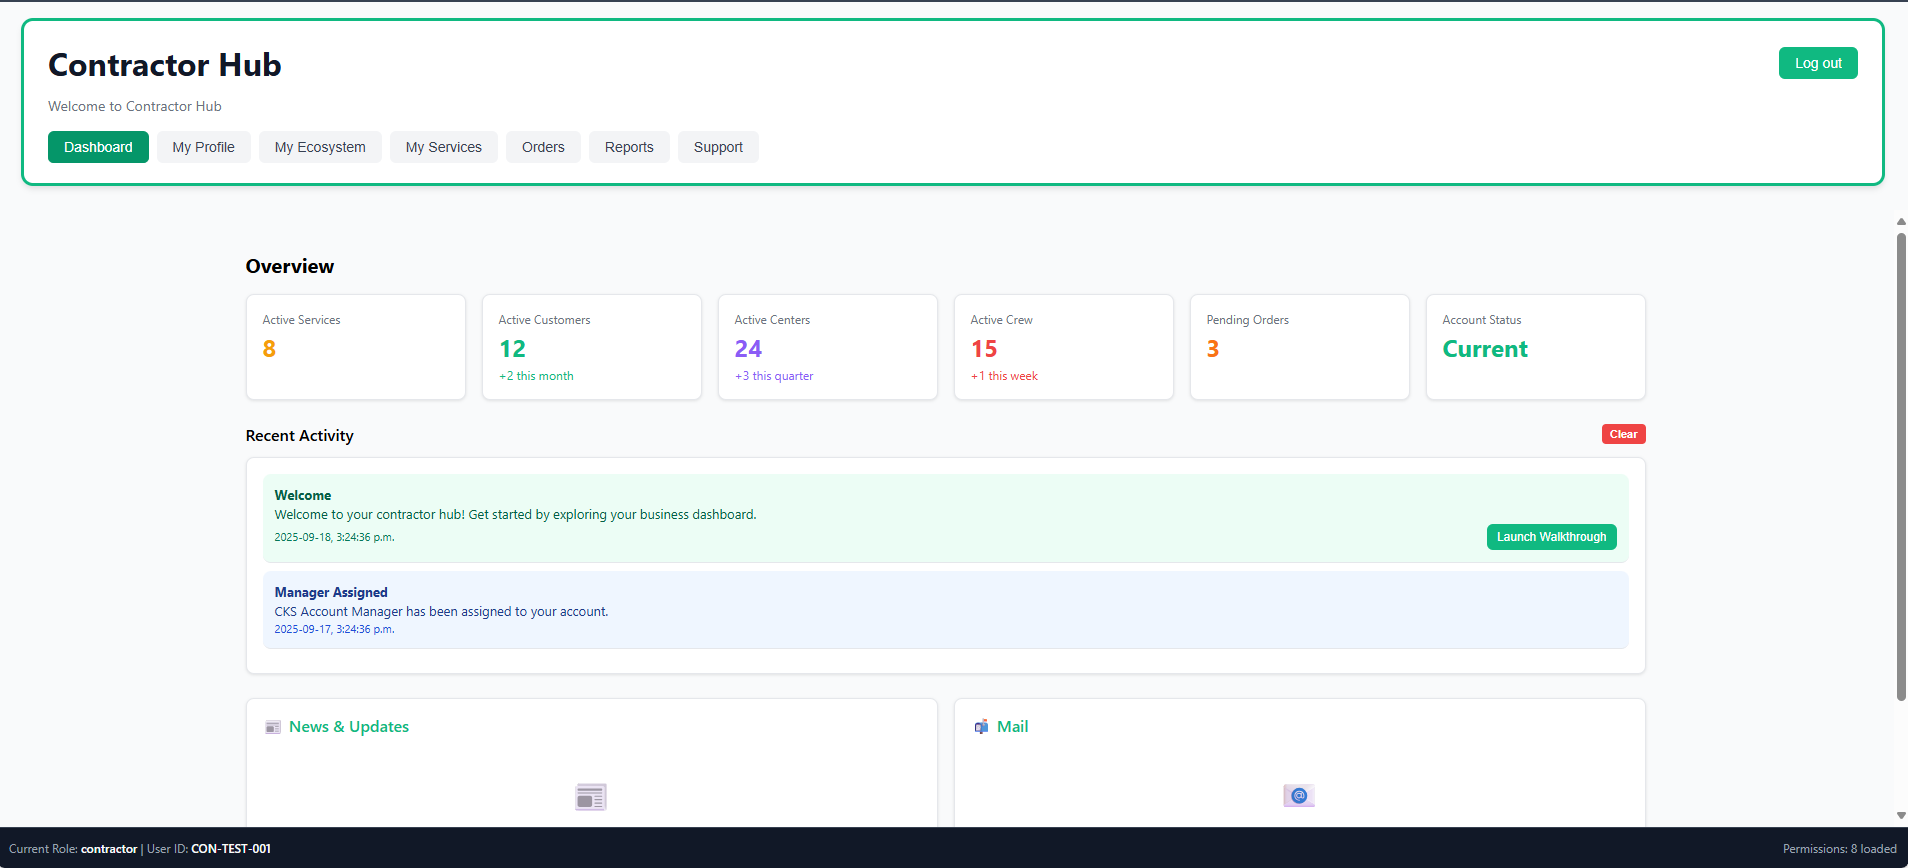 Contractor Hub
Log out
Welcome to Contractor Hub
Dashboard My Profile My Ecosystem My Services Orders Reports Support
Overview
Active Services
8
Active Customers
12
+2 this month
Active Centers
24
+3 this quarter
Active Crew
15
+1 this week
Pending Orders
3
Account Status
Current
Recent Activity
Clear
Welcome
Welcome to your contractor hub! Get started by exploring your business dashboard.
2025-09-18, 3:24:36 p.m.
Launch Walkthrough
Manager Assigned
CKS Account Manager has been assigned to your account.
2025-09-17, 3:24:36 p.m.
News & Updates
Mail
Current Role: contractor | User ID: CON-TEST-001
Permissions: 8 loaded